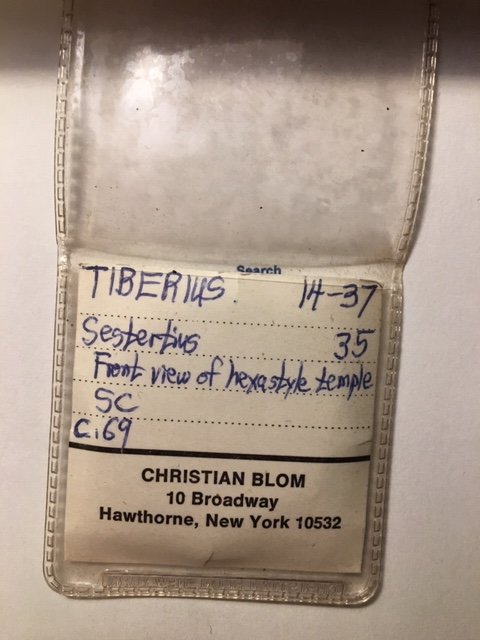 Search
TIBERIUS. 14-37
Sestertius 35
Front view of hexastyle temple
SC
C.69
CHRISTIAN BLOM
10 Broadway
Hawthorne, New York 10532